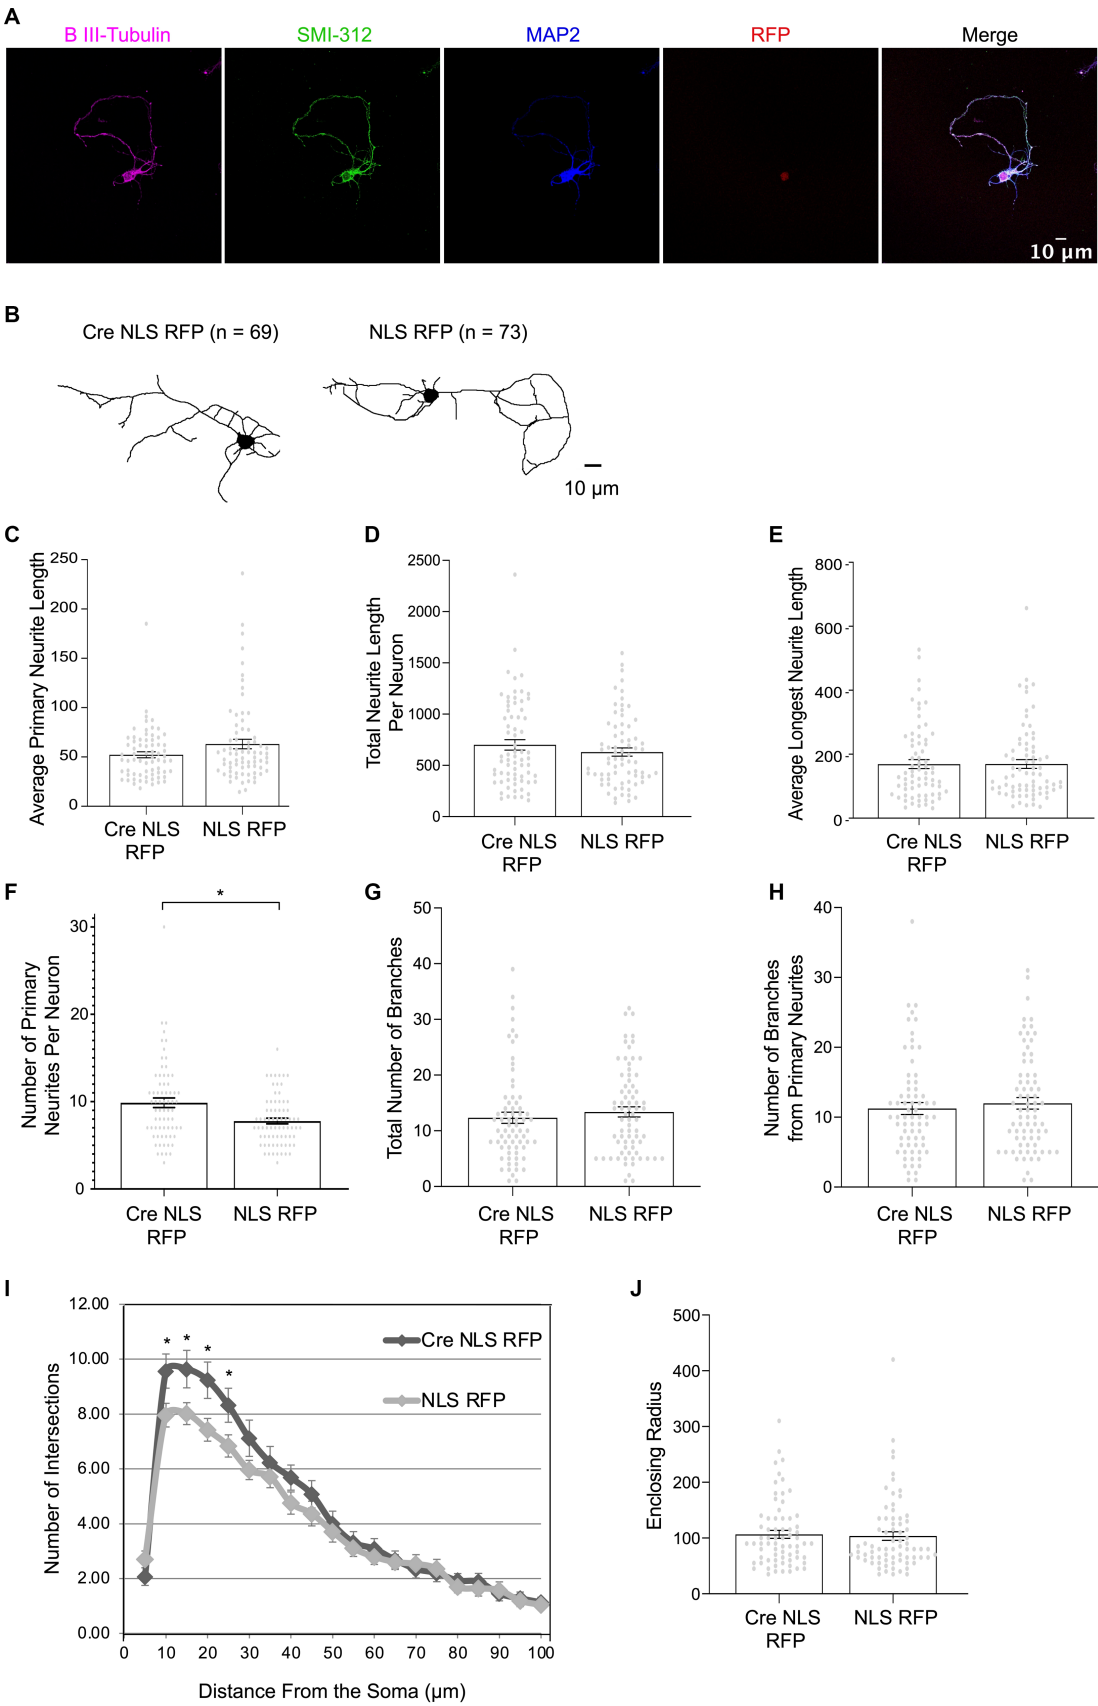 A
B III-Tubulin
SMI-312
MAP2
RFP
Merge
10 µm
B
Cre NLS RFP (n = 69)
NLS RFP (n = 73)
10 µm
C
Average Primary Neurite Length
250
200
150
100
50
0
Cre NLS
RFP
NLS RFP
D
Total Neurite Length
Per Neuron
2500
2000
1500
1000
500
0
Cre NLS
RFP
NLS RFP
E
Average Longest Neurite Length
800
600
400
200
0
Cre NLS
RFP
NLS RFP
F
Number of Primary
Neurites Per Neuron
30
20
10
0
*
Cre NLS
RFP
NLS RFP
G
Total Number of Branches
50
40
30
20
10
0
Cre NLS
RFP
NLS RFP
H
Number of Branches
from Primary Neurites
40
30
20
10
0
Cre NLS
RFP
NLS RFP
I
Number of Intersections
12.00
10.00
8.00
6.00
4.00
2.00
0.00
* * * *
Cre NLS RFP
NLS RFP
0 10 20 30 40 50 60 70 80 90 100
Distance From the Soma (µm)
J
Enclosing Radius
500
400
300
200
100
0
Cre NLS
RFP
NLS RFP